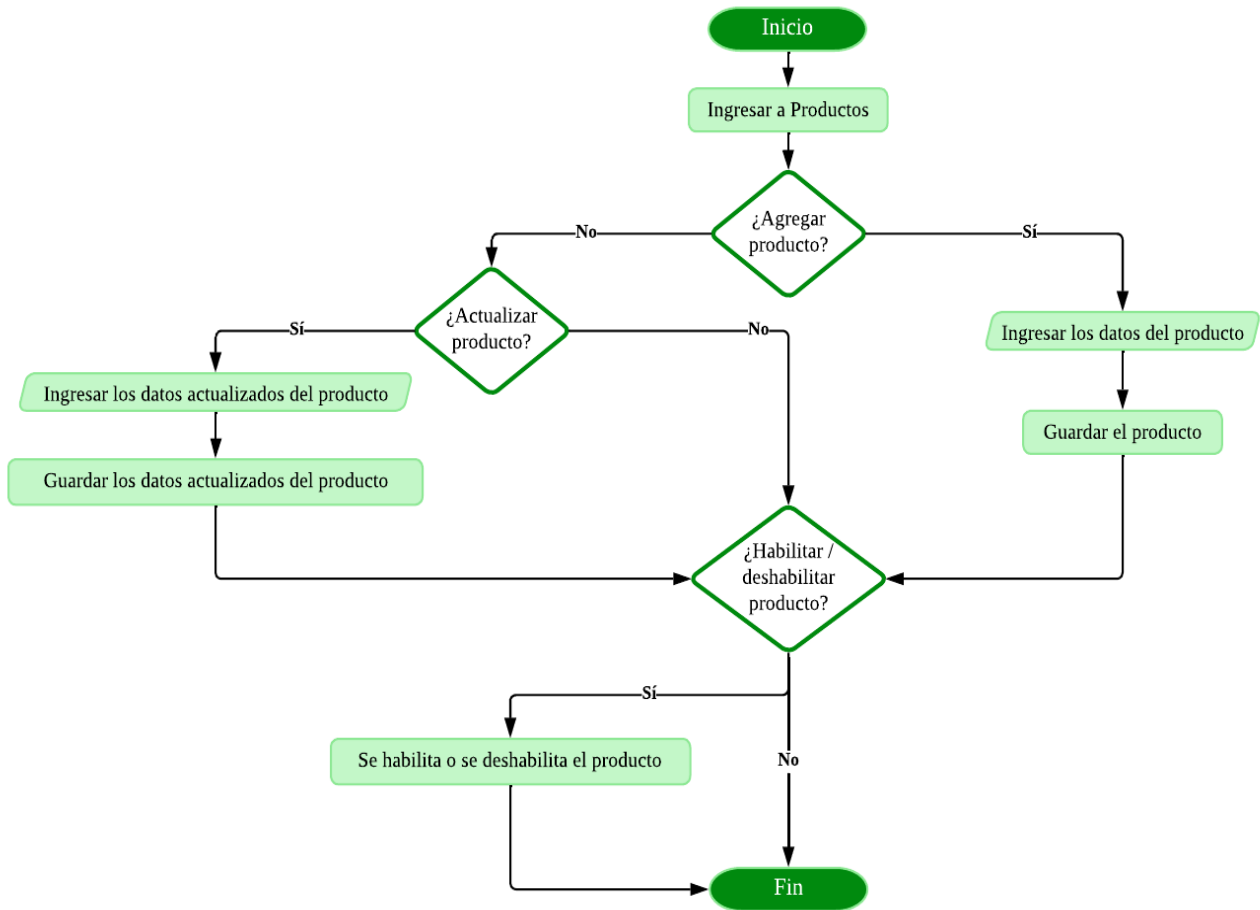 Inicio
Ingresar a Productos
¿Agregar
producto?
No
Sí
¿Actualizar
producto?
Sí
No
Ingresar los datos del producto
Ingresar los datos actualizados del producto
Guardar el producto
Guardar los datos actualizados del producto
¿Habilitar /
deshabilitar
producto?
Sí
Se habilita o se deshabilita el producto
No
Fin